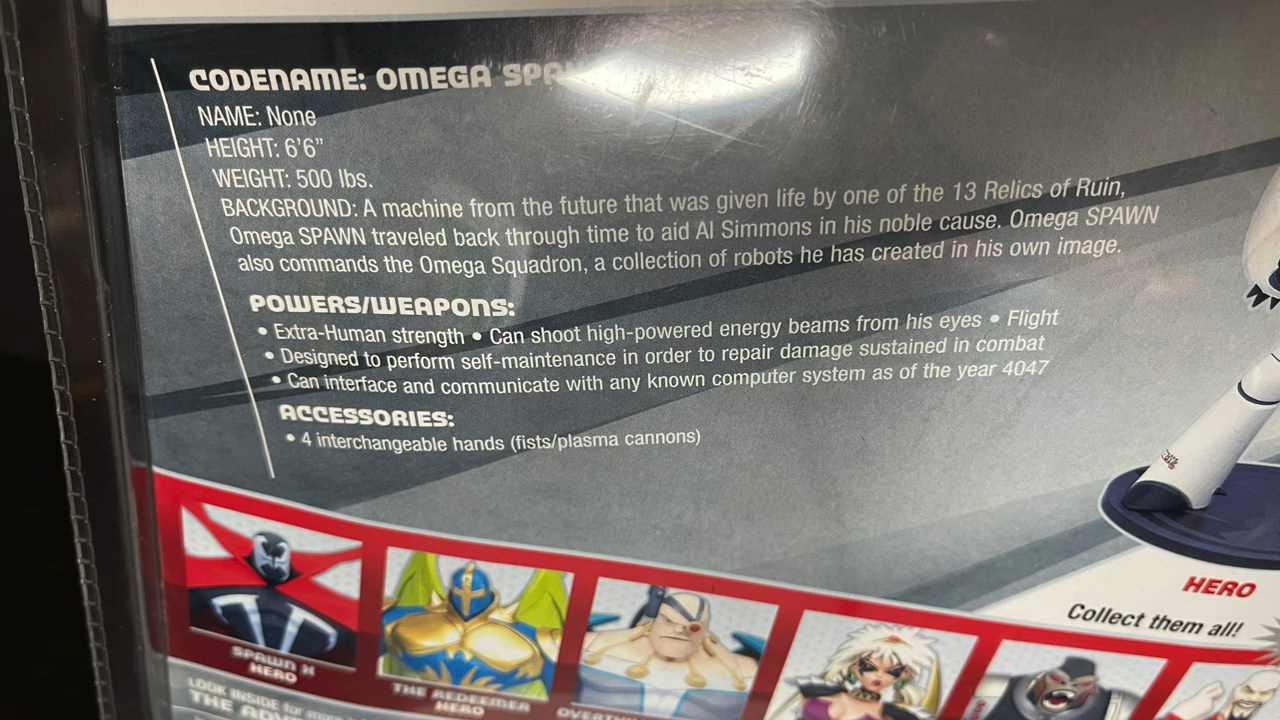 CODENAME: OMEGA
NAME: None
HEIGHT: 6'6"
WEIGHT: 500 lbs.
BACKGROUND: A machine from the future that was given life by one of the 13 Relics of Ruin,
Omega SPAWN traveled back through time to aid Al Simmons in his noble cause. Omega SPAWN
also commands the Omega Squadron, a collection of robots he has created in his own image.
POWERS/WEAPONS:
• Extra-Human strength • Can shoot high-powered energy beams from his eyes • Flight
• Designed to perform self-maintenance in order to repair damage sustained in combat
• Can interface and communicate with any known computer system as of the year 4047
ACCESSORIES:
• 4 interchangeable hands (fists/plasma cannons)
HERO
Collect them all!
SPAWN X
HERO
THE REDEEMER
HERO
LOOK INSIDE for more
THE